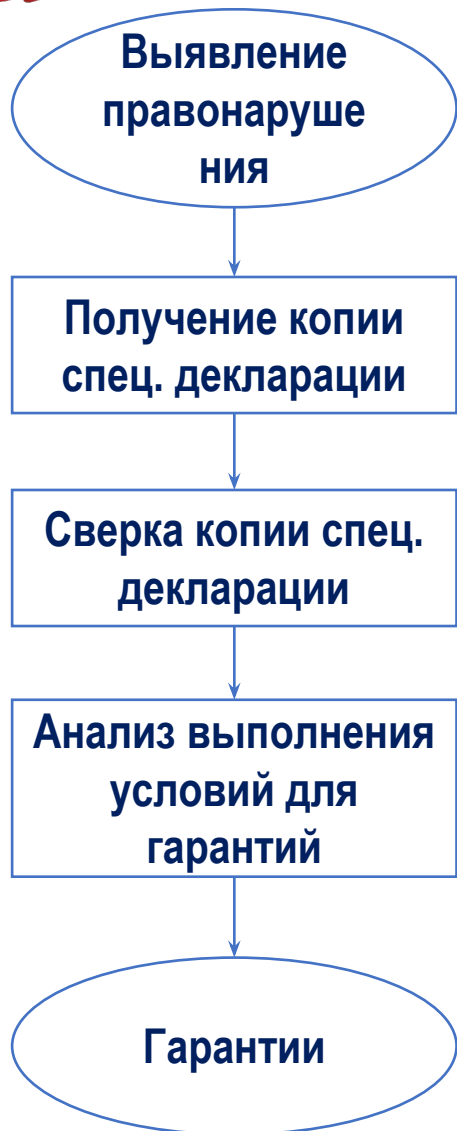 Выявление
правонаруше
ния
Получение копии
спец. декларации
Сверка копии спец.
декларации
Анализ выполнения
условий для
гарантий
Гарантии